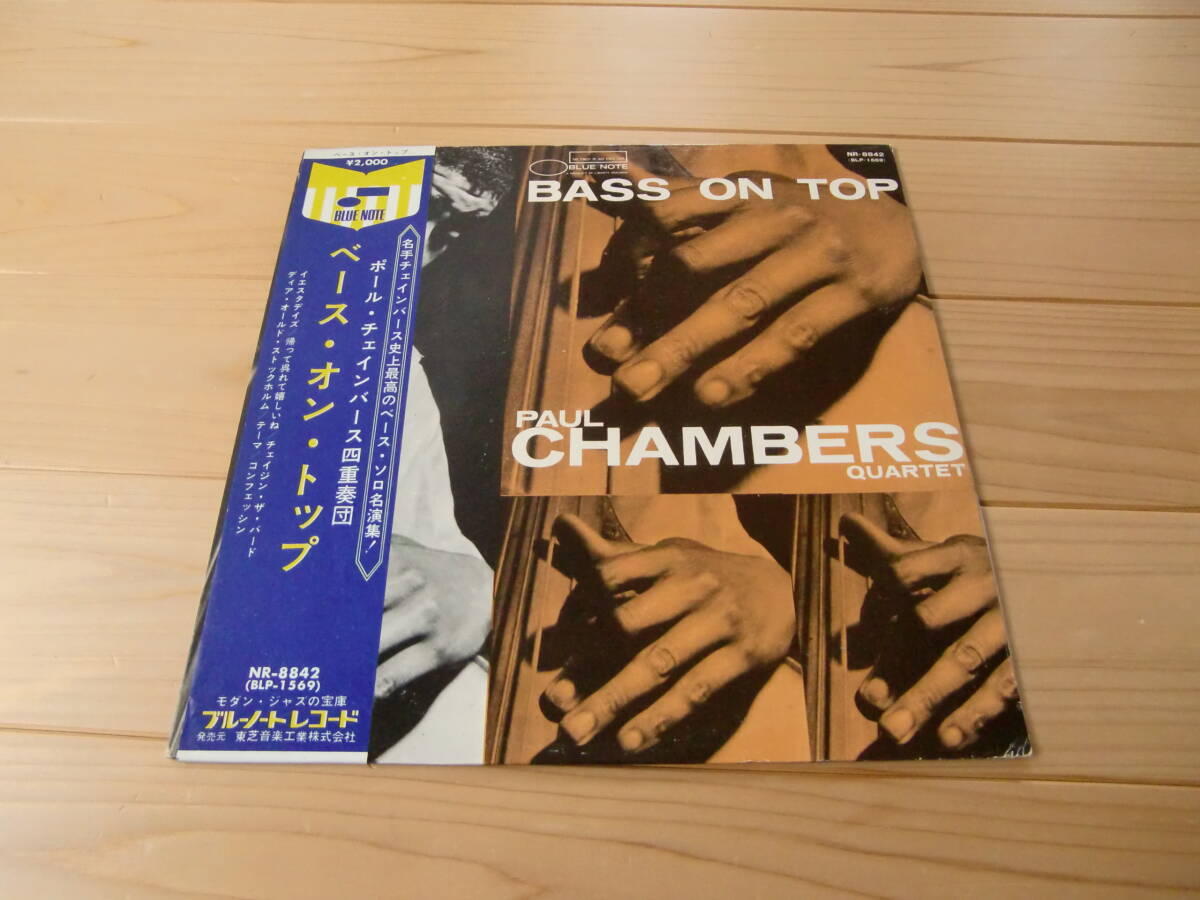 ベース・オン・トップ
¥2,000
BLUE NOTE
名手チェインバース史上最高のベース・ソロ名演集!
ポール・チェインバース四重奏団
ベース・オン・トップ
イエスタデイズ/帰って呉れて嬉しいね/チェイジン・ザ・バード
ディア・オールド・ストックホルム テーマ/コンフェッシン
NR-8842
(BLP-1569)
モダン・ジャズの宝庫
ブルーノートレコード
発売元 東芝音楽工業株式会社
BLUE NOTE
NR-8842
(BLP-1569)
BASS ON TOP
PAUL
CHAMBERS
QUARTET